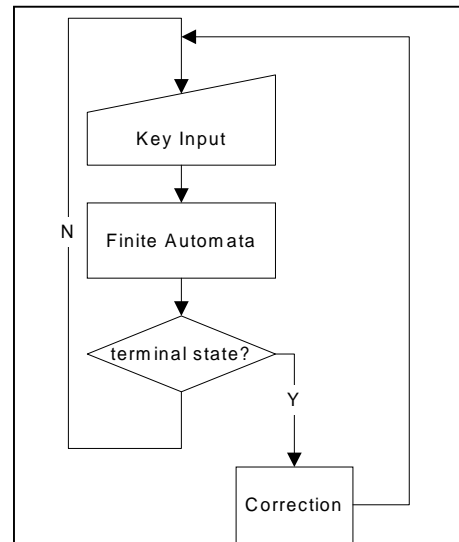 Key Input
N
Finite Automata
terminal state?
Y
Correction